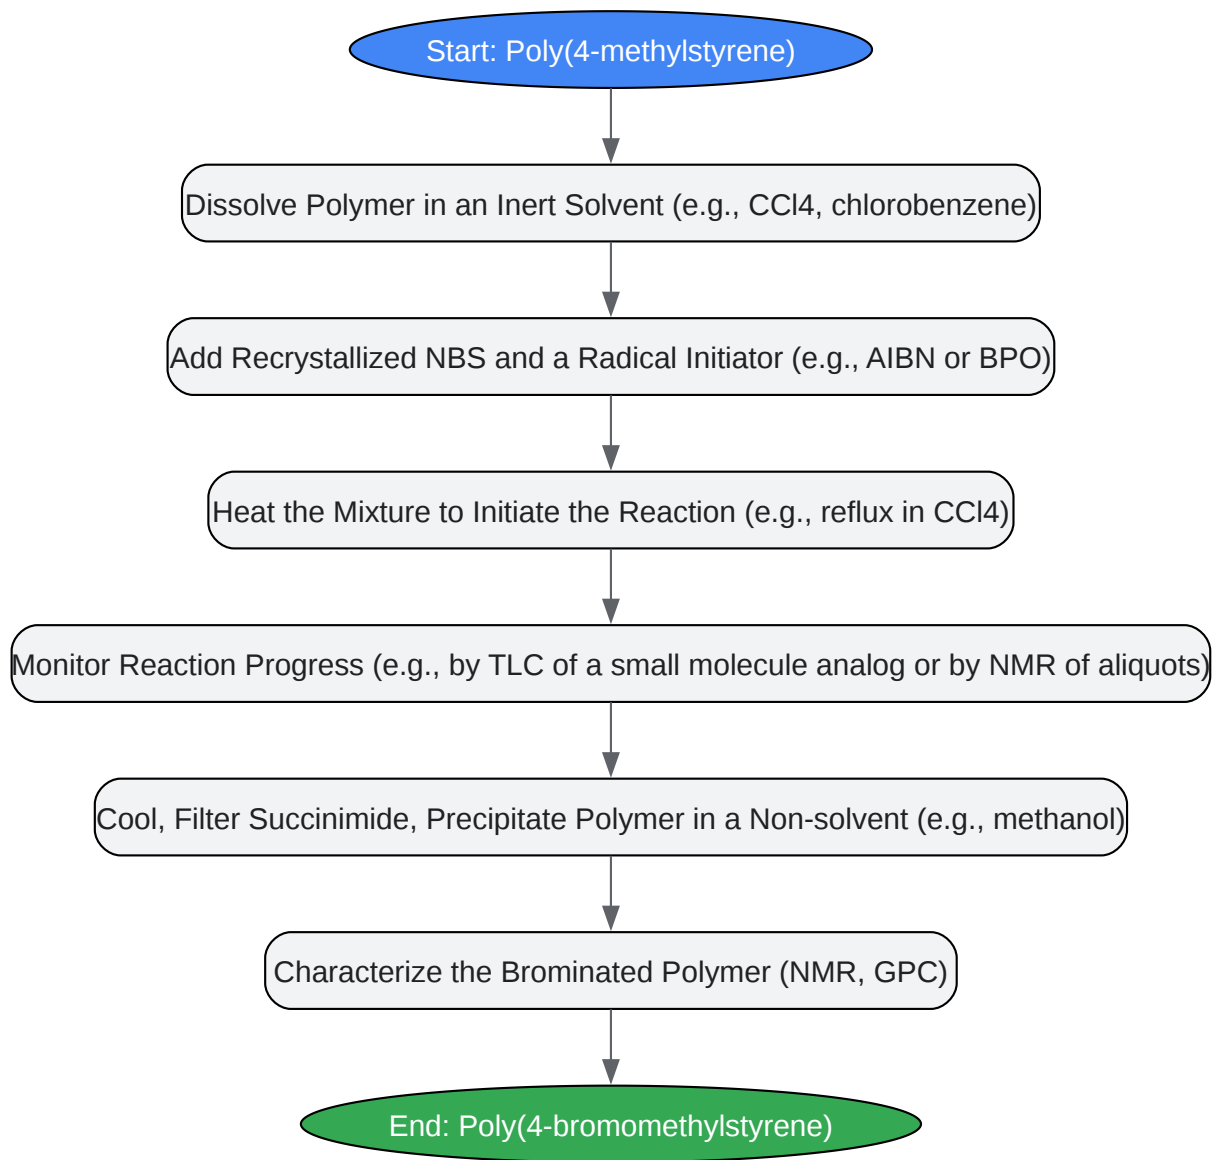 Start: Poly(4-methylstyrene)
Dissolve Polymer in an Inert Solvent (e.g., CCl4, chlorobenzene)
Add Recrystallized NBS and a Radical Initiator (e.g., AIBN or BPO)
Heat the Mixture to Initiate the Reaction (e.g., reflux in CCl4)
Monitor Reaction Progress (e.g., by TLC of a small molecule analog or by NMR of aliquots)
Cool, Filter Succinimide, Precipitate Polymer in a Non-solvent (e.g., methanol)
Characterize the Brominated Polymer (NMR, GPC)
End: Poly(4-bromomethylstyrene)